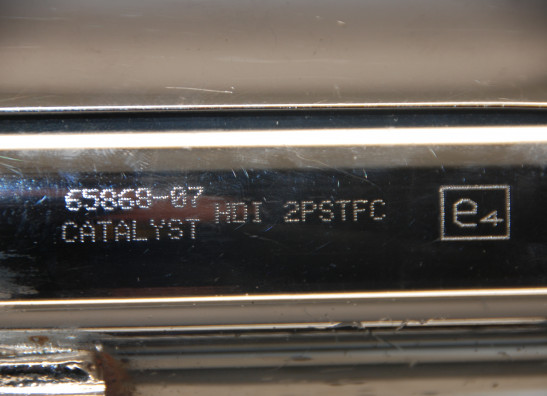 65868-07
CATALYST
HDI 2PSTFC
e4